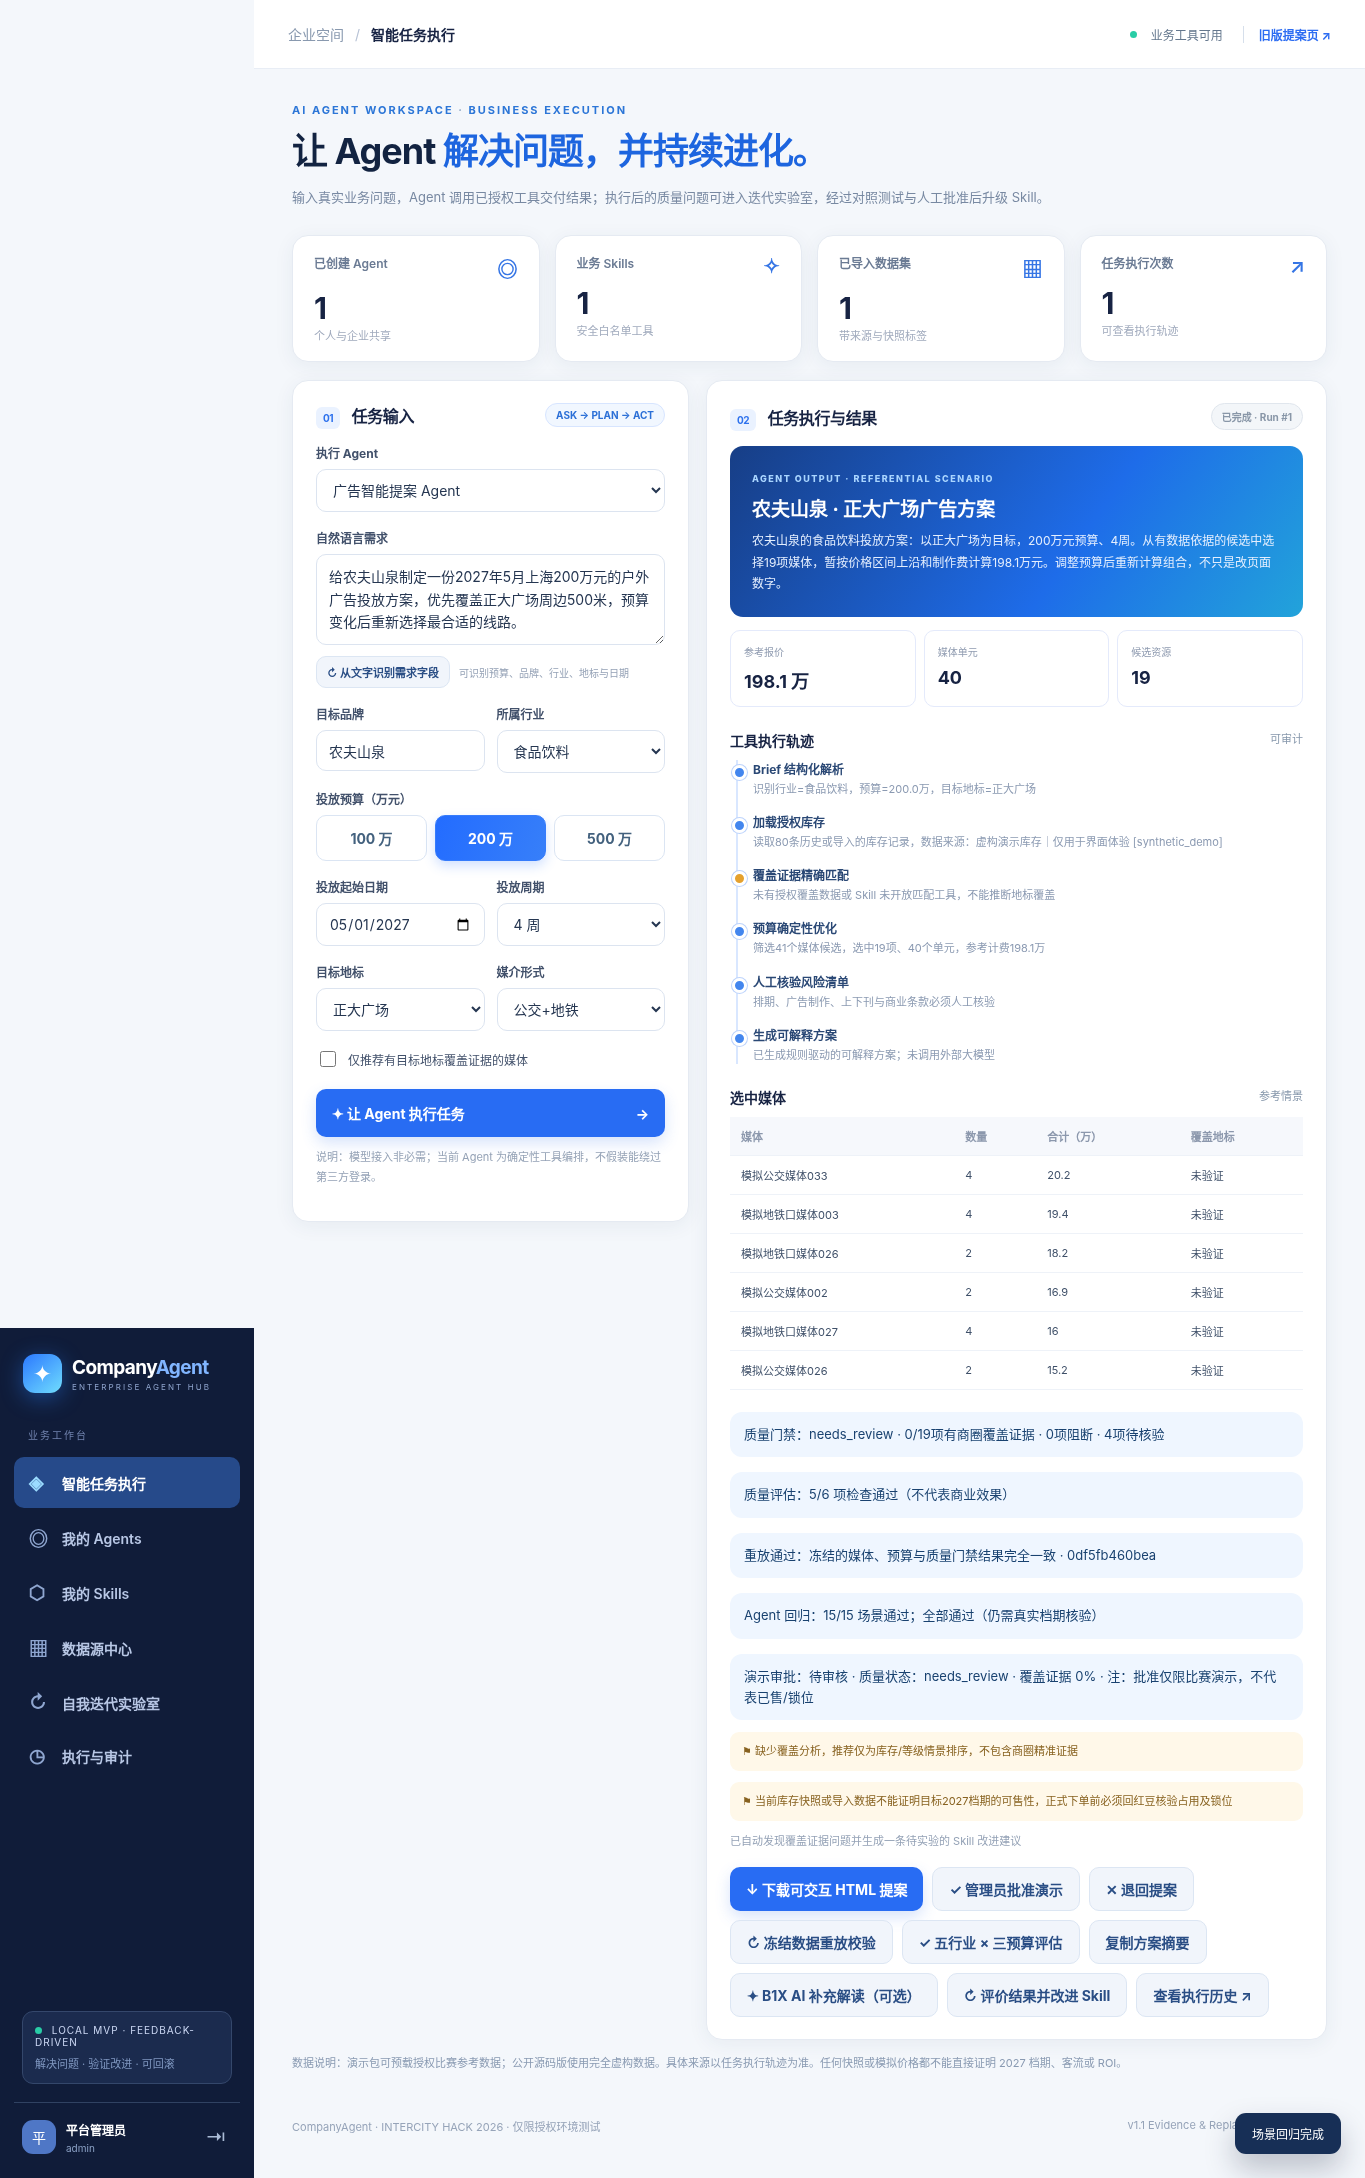 企业空间 / 智能任务执行
业务工具可用
旧版提案页 ↗
AI AGENT WORKSPACE · BUSINESS EXECUTION
让 Agent 解决问题，并持续进化。
输入真实业务问题，Agent 调用已授权工具交付结果；执行后的质量问题可进入迭代实验室，经过对照测试与人工批准后升级 Skill。
已创建 Agent
1
个人与企业共享
业务 Skills
1
安全白名单工具
已导入数据集
1
带来源与快照标签
任务执行次数
1
可查看执行轨迹
01 任务输入
ASK → PLAN → ACT
执行 Agent
广告智能提案 Agent
自然语言需求
给农夫山泉制定一份2027年5月上海200万元的户外
广告投放方案，优先覆盖正大广场周边500米，预算
变化后重新选择最合适的线路。
↻ 从文字识别需求字段
可识别预算、品牌、行业、地标与日期
目标品牌 所属行业
农夫山泉 食品饮料
投放预算（万元）
100 万 200 万 500 万
投放起始日期 投放周期
05/01/2027 4 周
目标地标 媒介形式
正大广场 公交+地铁
仅推荐有目标地标覆盖证据的媒体
✦ 让 Agent 执行任务 →
说明：模型接入非必需；当前 Agent 为确定性工具编排，不假装能绕过
第三方登录。
02 任务执行与结果
已完成 · Run #1
AGENT OUTPUT · REFERENTIAL SCENARIO
农夫山泉 · 正大广场广告方案
农夫山泉的食品饮料投放方案：以正大广场为目标，200万元预算、4周。从有数据依据的候选中选
择19项媒体，暂按价格区间上沿和制作费计算198.1万元。调整预算后重新计算组合，不只是改页面
数字。
参考报价
198.1 万
媒体单元
40
候选资源
19
工具执行轨迹
可审计
Brief 结构化解析
识别行业=食品饮料，预算=200.0万，目标地标=正大广场
加载授权库存
读取80条历史或导入的库存记录，数据来源：虚构演示库存｜仅用于界面体验 [synthetic_demo]
覆盖证据精确匹配
未有授权覆盖数据或 Skill 未开放匹配工具，不能推断地标覆盖
预算确定性优化
筛选41个媒体候选，选中19项、40个单元，参考计费198.1万
人工核验风险清单
排期、广告制作、上下刊与商业条款必须人工核验
生成可解释方案
已生成规则驱动的可解释方案；未调用外部大模型
选中媒体
参考情景
媒体 数量 合计（万） 覆盖地标
模拟公交媒体033 4 20.2 未验证
模拟地铁口媒体003 4 19.4 未验证
模拟地铁口媒体026 2 18.2 未验证
模拟公交媒体002 2 16.9 未验证
模拟地铁口媒体027 4 16 未验证
模拟公交媒体026 2 15.2 未验证
质量门禁：needs_review · 0/19项有商圈覆盖证据 · 0项阻断 · 4项待核验
质量评估：5/6 项检查通过（不代表商业效果）
重放通过：冻结的媒体、预算与质量门禁结果完全一致 · 0df5fb460bea
Agent 回归：15/15 场景通过；全部通过（仍需真实档期核验）
演示审批：待审核 · 质量状态：needs_review · 覆盖证据 0% · 注：批准仅限比赛演示，不代
表已售/锁位
⚑ 缺少覆盖分析，推荐仅为库存/等级情景排序，不包含商圈精准证据
⚑ 当前库存快照或导入数据不能证明目标2027档期的可售性，正式下单前必须回红豆核验占用及锁位
已自动发现覆盖证据问题并生成一条待实验的 Skill 改进建议
↓ 下载可交互 HTML 提案 ✓ 管理员批准演示 ✕ 退回提案
↻ 冻结数据重放校验 ✓ 五行业 × 三预算评估 复制方案摘要
✦ B1X AI 补充解读（可选） ↻ 评价结果并改进 Skill 查看执行历史 ↗
数据说明：演示包可预载授权比赛参考数据；公开源码版使用完全虚构数据。具体来源以任务执行轨迹为准。任何快照或模拟价格都不能直接证明 2027 档期、客流或 ROI。
CompanyAgent · INTERCITY HACK 2026 · 仅限授权环境测试
v1.1 Evidence &
场景回归完成
✦ CompanyAgent
ENTERPRISE AGENT HUB
业务工作台
智能任务执行
我的 Agents
我的 Skills
数据源中心
自我迭代实验室
执行与审计
LOCAL MVP · FEEDBACK-
DRIVEN
解决问题 · 验证改进 · 可回滚
平 平台管理员
admin